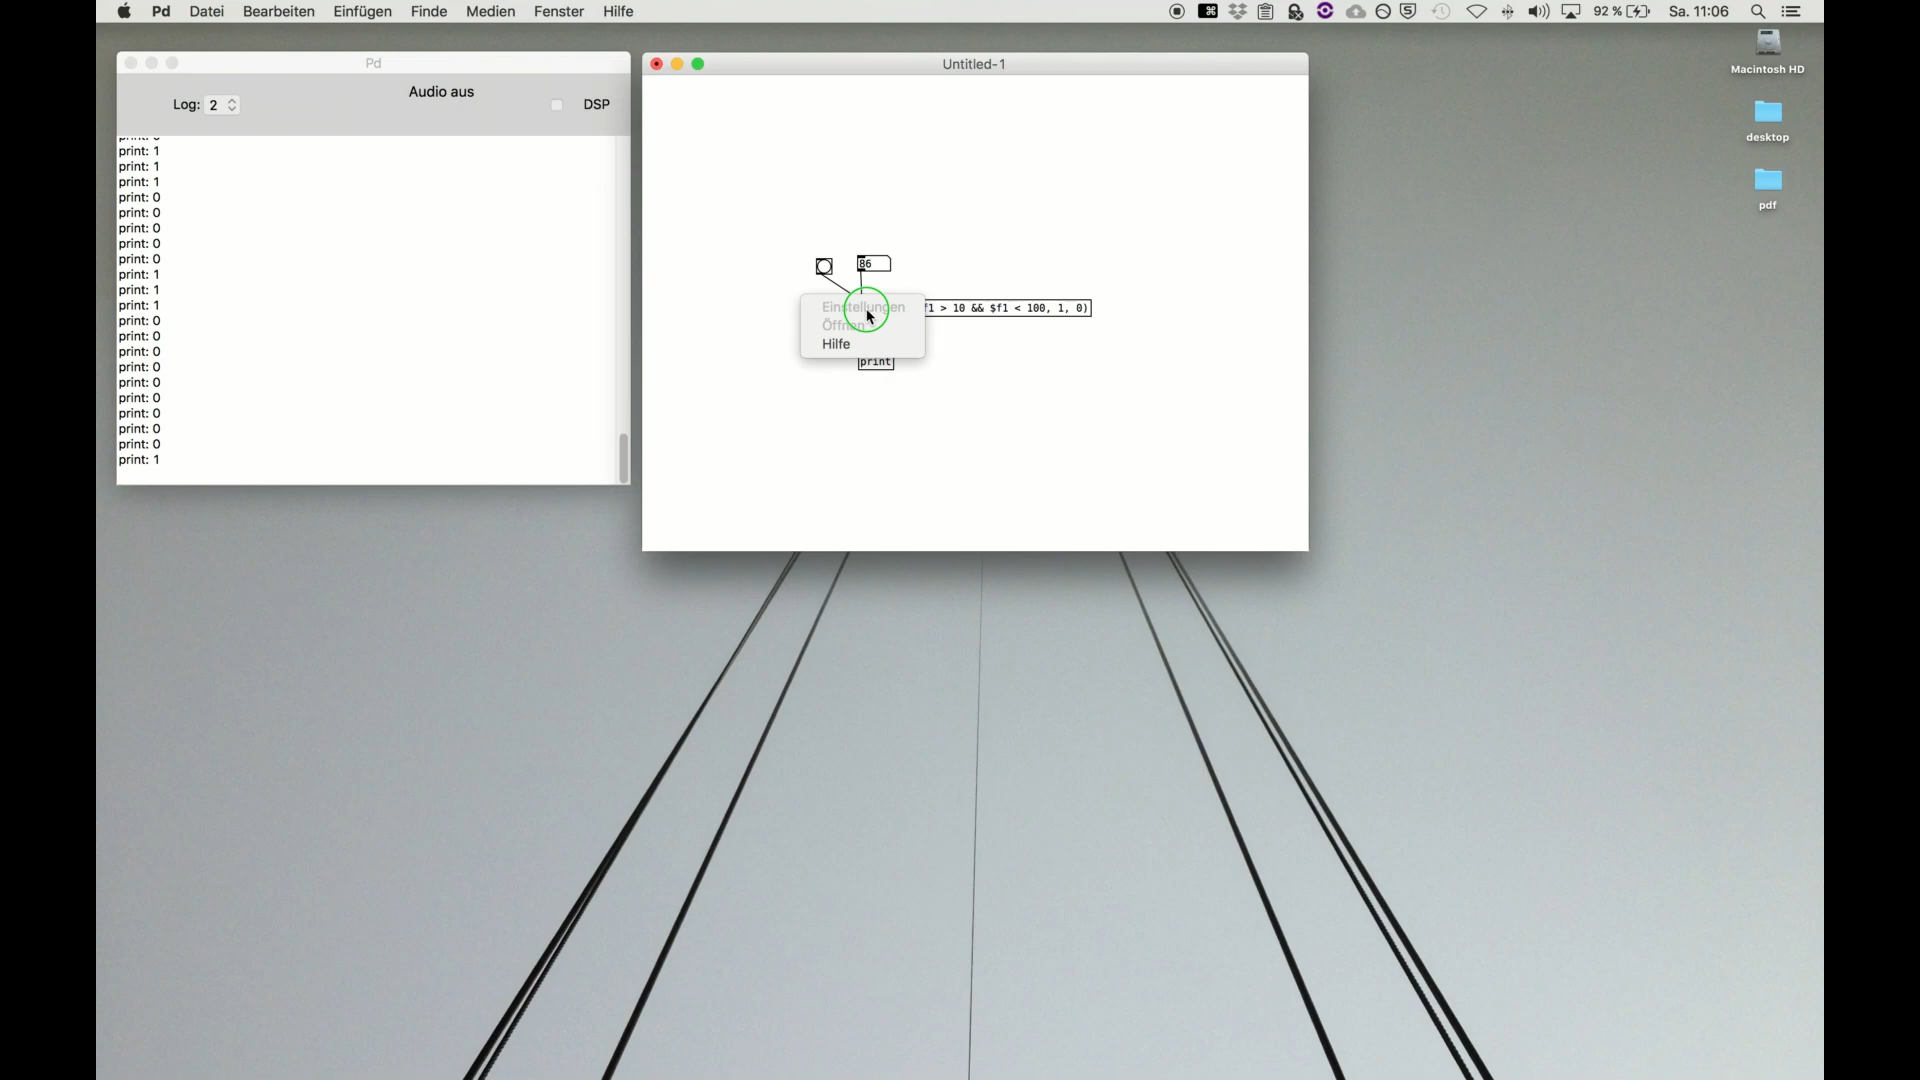 Pd Datei Bearbeiten Einfügen Finde Medien Fenster Hilfe 92 % Sa. 11:06
Pd
Audio aus
Log: 2 DSP
print: 1
print: 1
print: 1
print: 0
print: 0
print: 0
print: 0
print: 0
print: 1
print: 1
print: 1
print: 0
print: 0
print: 0
print: 0
print: 0
print: 0
print: 0
print: 0
print: 0
print: 1
Untitled-1
86
f1 > 10 && $f1 < 100, 1, 0)
Einstellungen
Öffnen
Hilfe
print
Macintosh HD
desktop
pdf